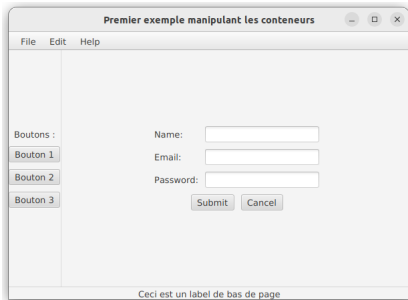 Premier exemple manipulant les conteneurs
File Edit Help
Boutons :
Bouton 1
Bouton 2
Bouton 3
Name:
Email:
Password:
Submit Cancel
Ceci est un label de bas de page